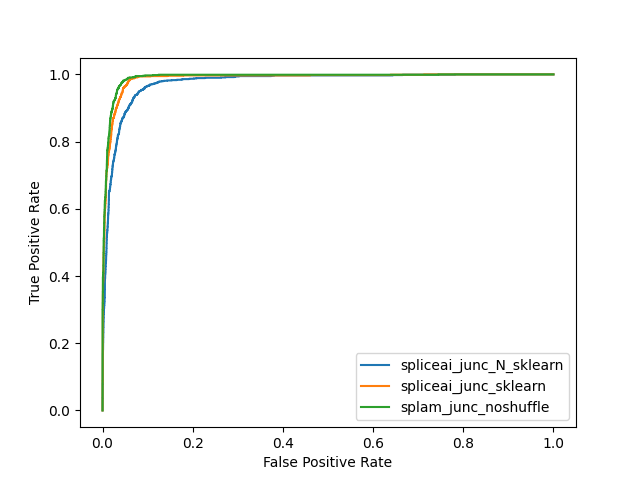 1.0
0.8
0.6
0.4
0.2
0.0
True Positive Rate
spliceai_junc_N_sklearn
spliceai_junc_sklearn
splam_junc_noshuffle
0.0 0.2 0.4 0.6 0.8 1.0
False Positive Rate